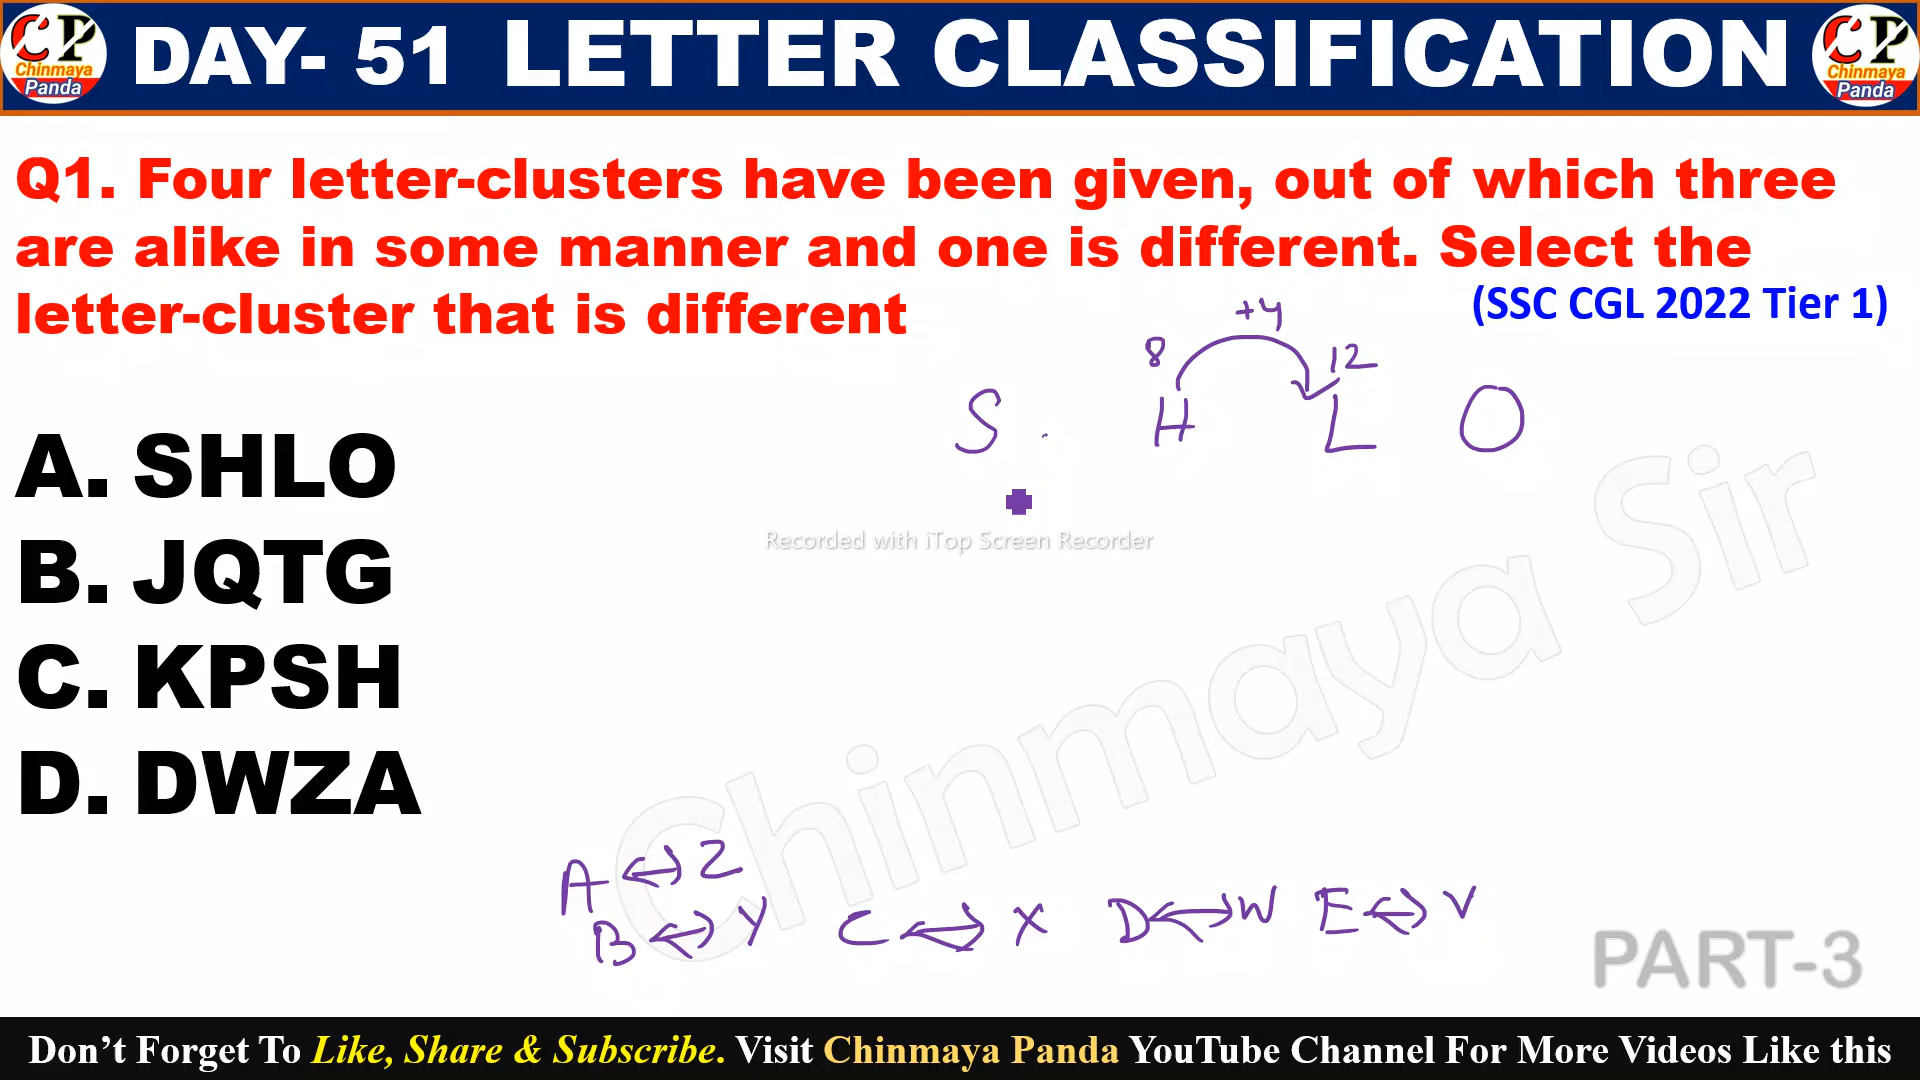 CP Chinmaya Panda DAY- 51 LETTER CLASSIFICATION CP Chinmaya Panda
Q1. Four letter-clusters have been given, out of which three
are alike in some manner and one is different. Select the
letter-cluster that is different
(SSC CGL 2022 Tier 1)
+4
8 12
S . H L O
A. SHLO
B. JQTG
C. KPSH
D. DWZA
Recorded with iTop Screen Recorder
Chinmaya Sir
A ↔ Z
B ↔ Y C ↔ X D ↔ W E ↔ V
PART-3
Don’t Forget To Like, Share & Subscribe. Visit Chinmaya Panda YouTube Channel For More Videos Like this